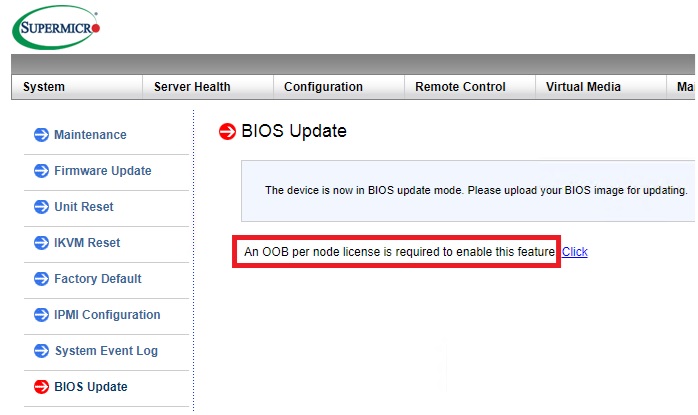 SUPERMICRO
System Server Health Configuration Remote Control Virtual Media Ma
Maintenance
Firmware Update
Unit Reset
IKVM Reset
Factory Default
IPMI Configuration
System Event Log
BIOS Update
BIOS Update
The device is now in BIOS update mode. Please upload your BIOS image for updating.
An OOB per node license is required to enable this feature Click